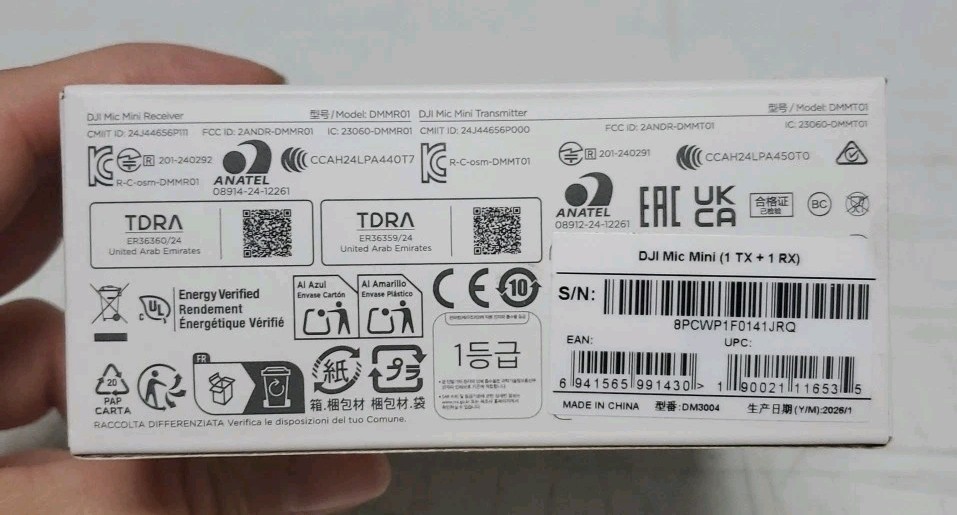 DJI Mic Mini Receiver 型号/Model: DMMR01
CMIIT ID: 24J44656P111 FCC ID: 2ANDR-DMMR01 IC: 23060-DMMR01
R 201-240292
R-C-osm-DMMR01
ANATEL
08914-24-12261
CCAH24LPA440T7
DJI Mic Mini Transmitter 型号/Model: DMMT01
CMIIT ID: 24J44656P000 FCC ID: 2ANDR-DMMT01 IC: 23060-DMMT01
R-C-osm-DMMT01
R 201-240291
CCAH24LPA450T0
ANATEL
08912-24-12261
EAC
UK
CA
合格证
已检验
BC
TDRA
ER36360/24
United Arab Emirates
TDRA
ER36359/24
United Arab Emirates
UL
Energy Verified
Rendement
Énergétique Vérifié
Al Azul
Envase Cartón
Al Amarillo
Envase Plástico
CE
10
1등급
20
PAP
CARTA
FR
紙
箱.梱包材
プラ
梱包材.袋
RACCOLTA DIFFERENZIATA Verifica le disposizioni del tuo Comune.
DJI Mic Mini (1 TX + 1 RX)
S/N:
8PCWP1F0141JRQ
EAN:
6 941565 991430 >
UPC:
1 90021 11653 5
MADE IN CHINA 型番: DM3004 生产日期(Y/M):2026/1